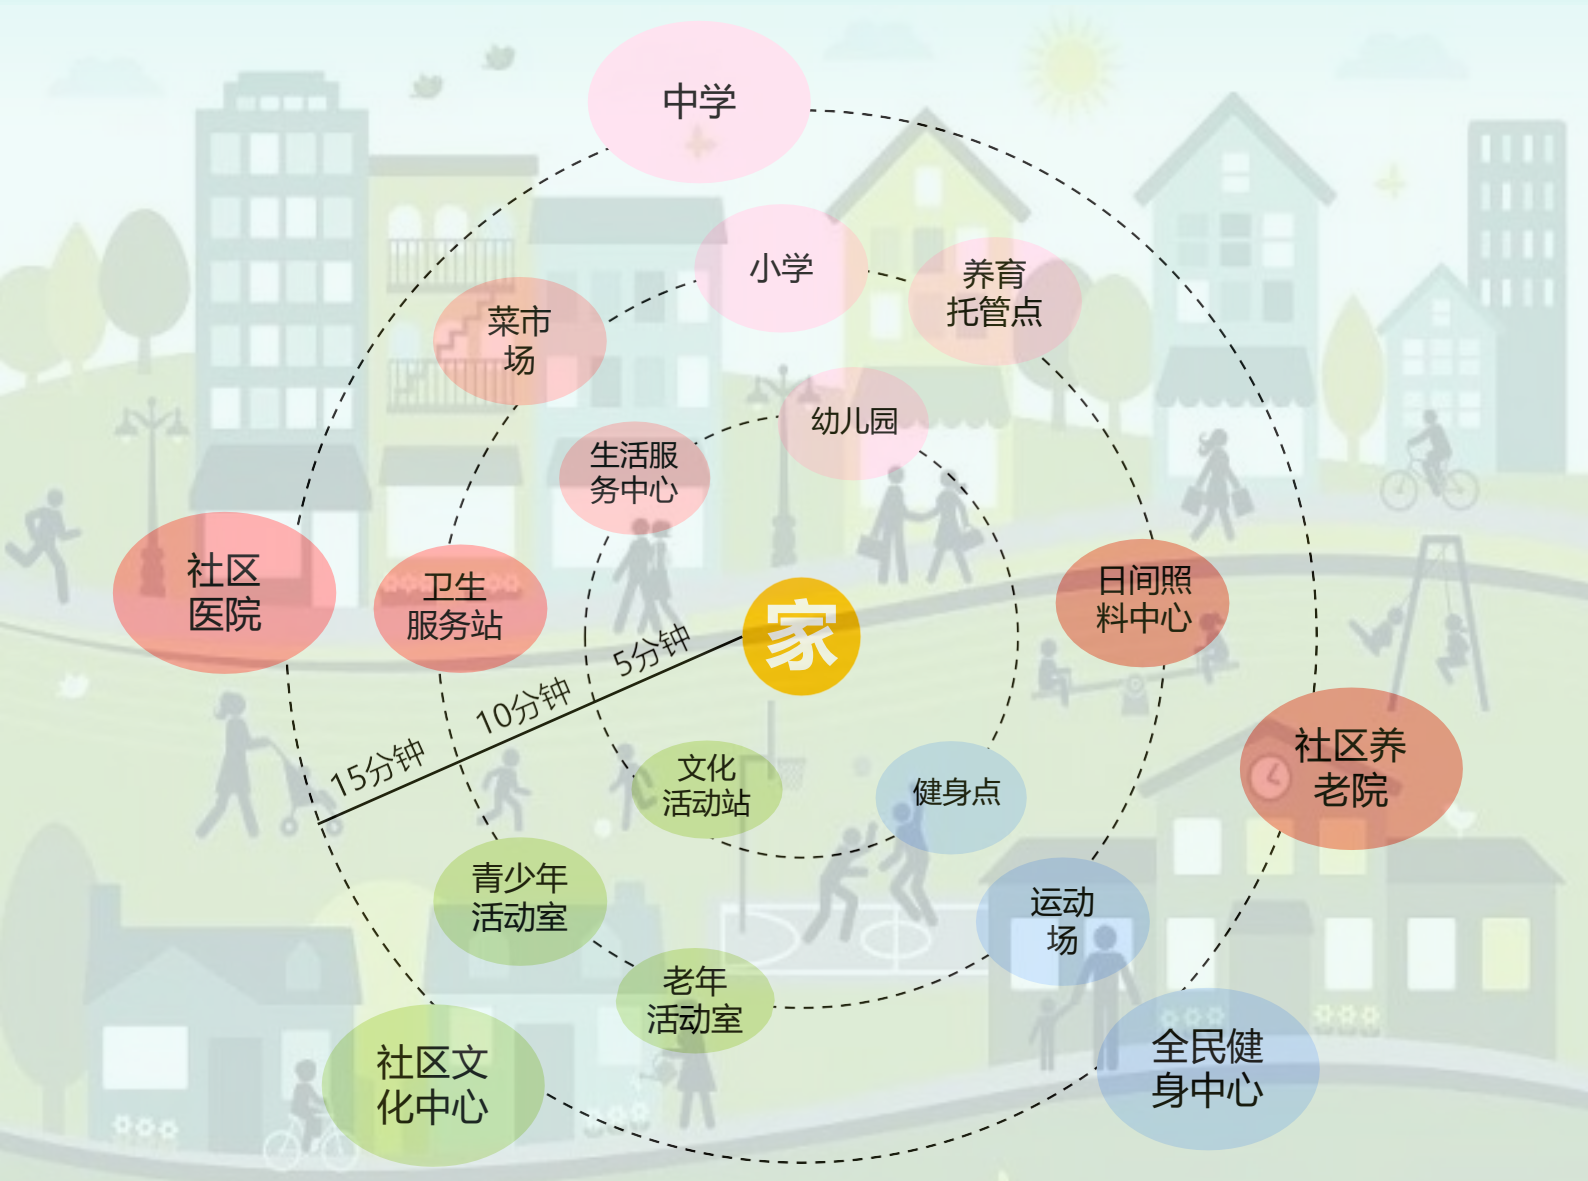 中学
小学
养育
托管点
菜市
场
幼儿园
生活服
务中心
社区
医院
卫生
服务站
日间照
料中心
家
5分钟
10分钟
15分钟
社区养
老院
文化
活动站
健身点
青少年
活动室
运动
场
老年
活动室
社区文
化中心
全民健
身中心